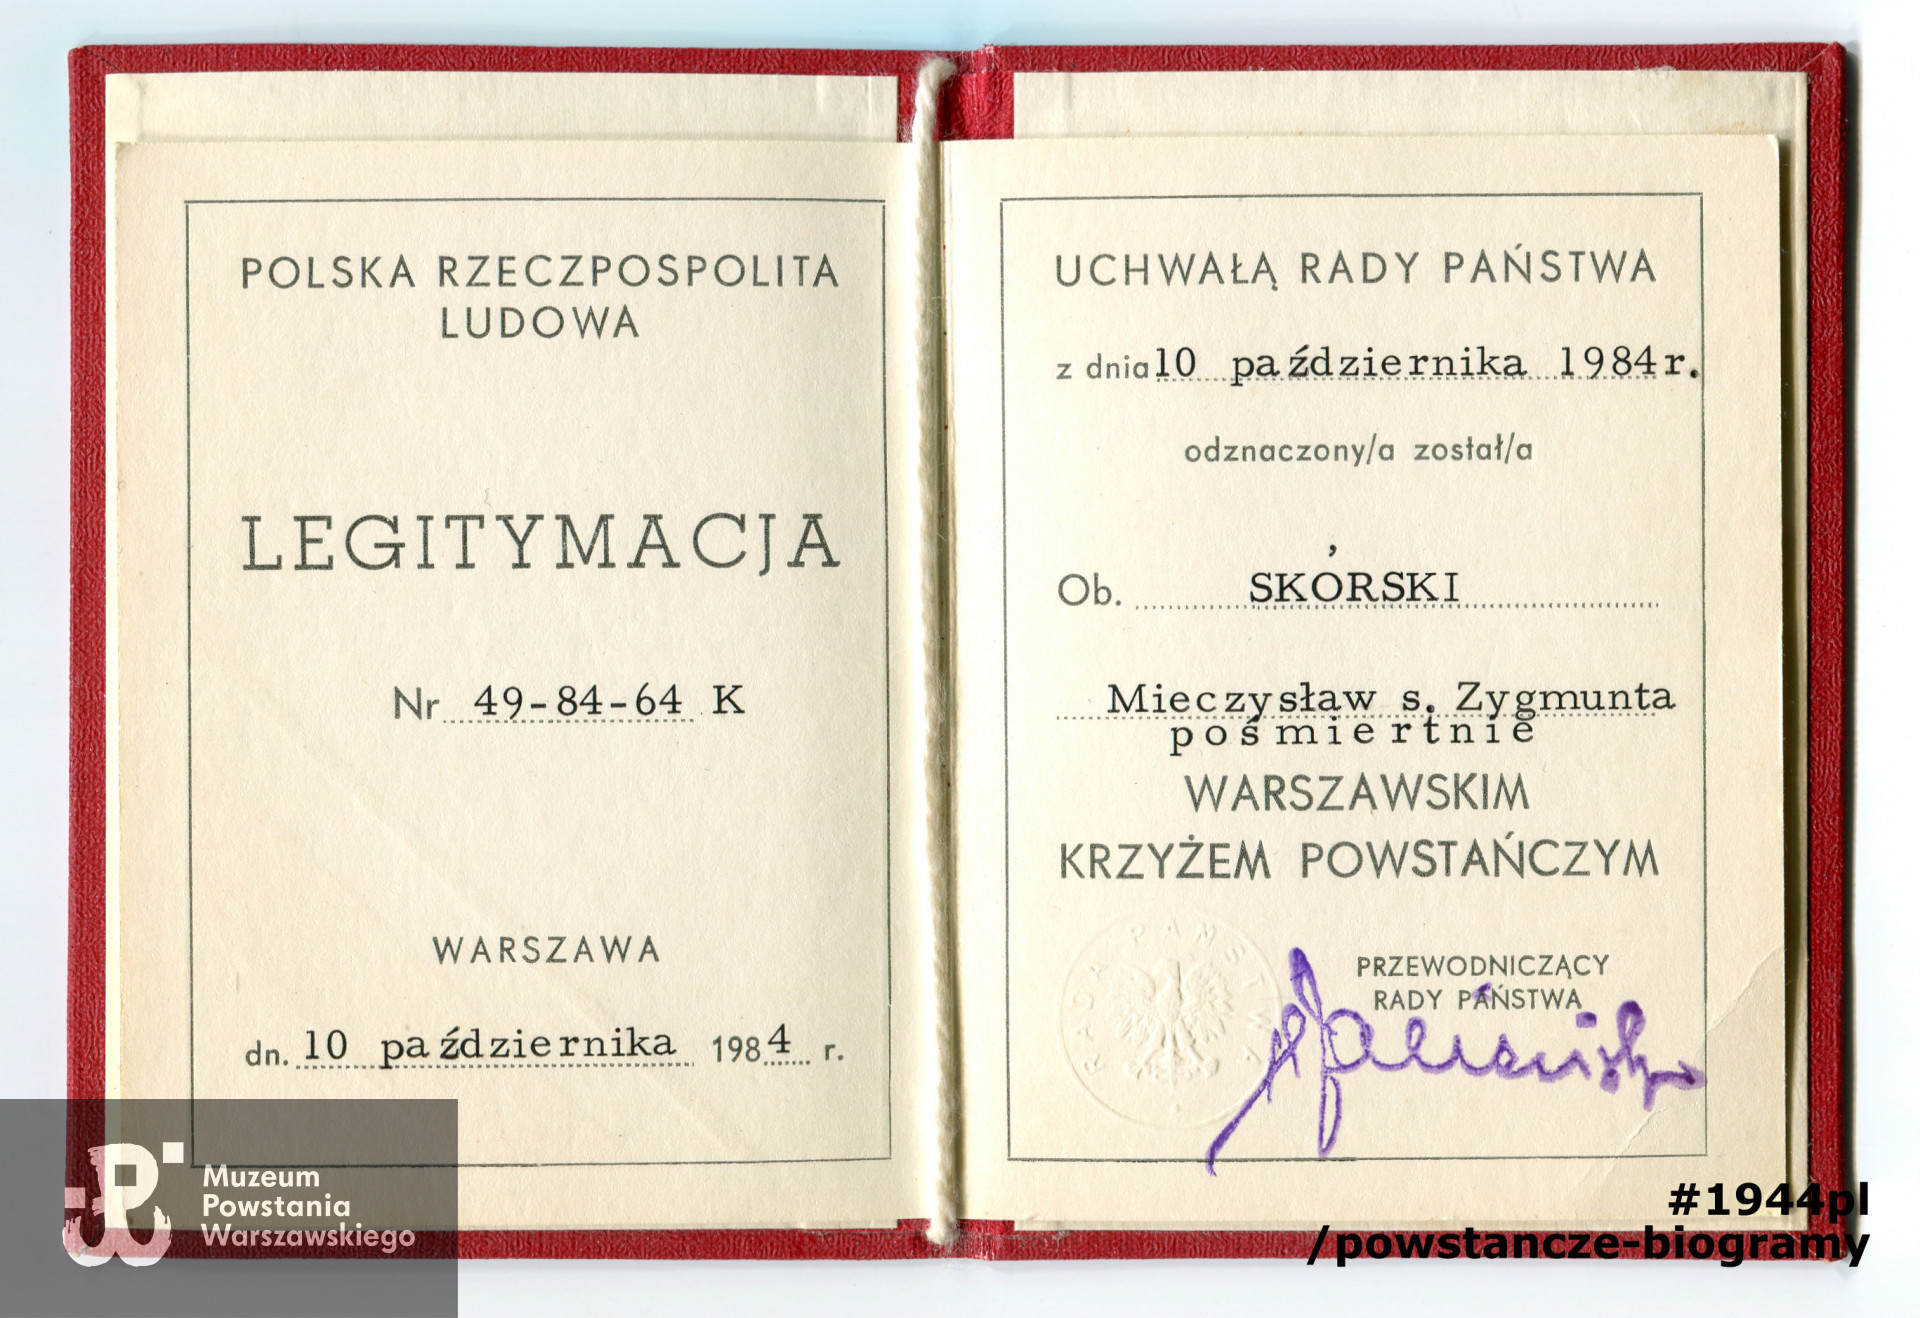 POLSKA RZECZPOSPOLITA
LUDOWA
LEGITYMACJA
Nr 49-84-64 K
WARSZAWA
dn. 10 października 1984 r.
UCHWAŁĄ RADY PAŃSTWA
z dnia 10 października 1984 r.
odznaczony/a został/a
Ob. SKÓRSKI
Mieczysław s. Zygmunta
pośmiertnie
WARSZAWSKIM
KRZYŻEM POWSTAŃCZYM
PRZEWODNICZĄCY
RADY PAŃSTWA
RADA PAŃSTWA
Muzeum
Powstania
Warszawskiego
#1944pl
/powstancze-biogramy